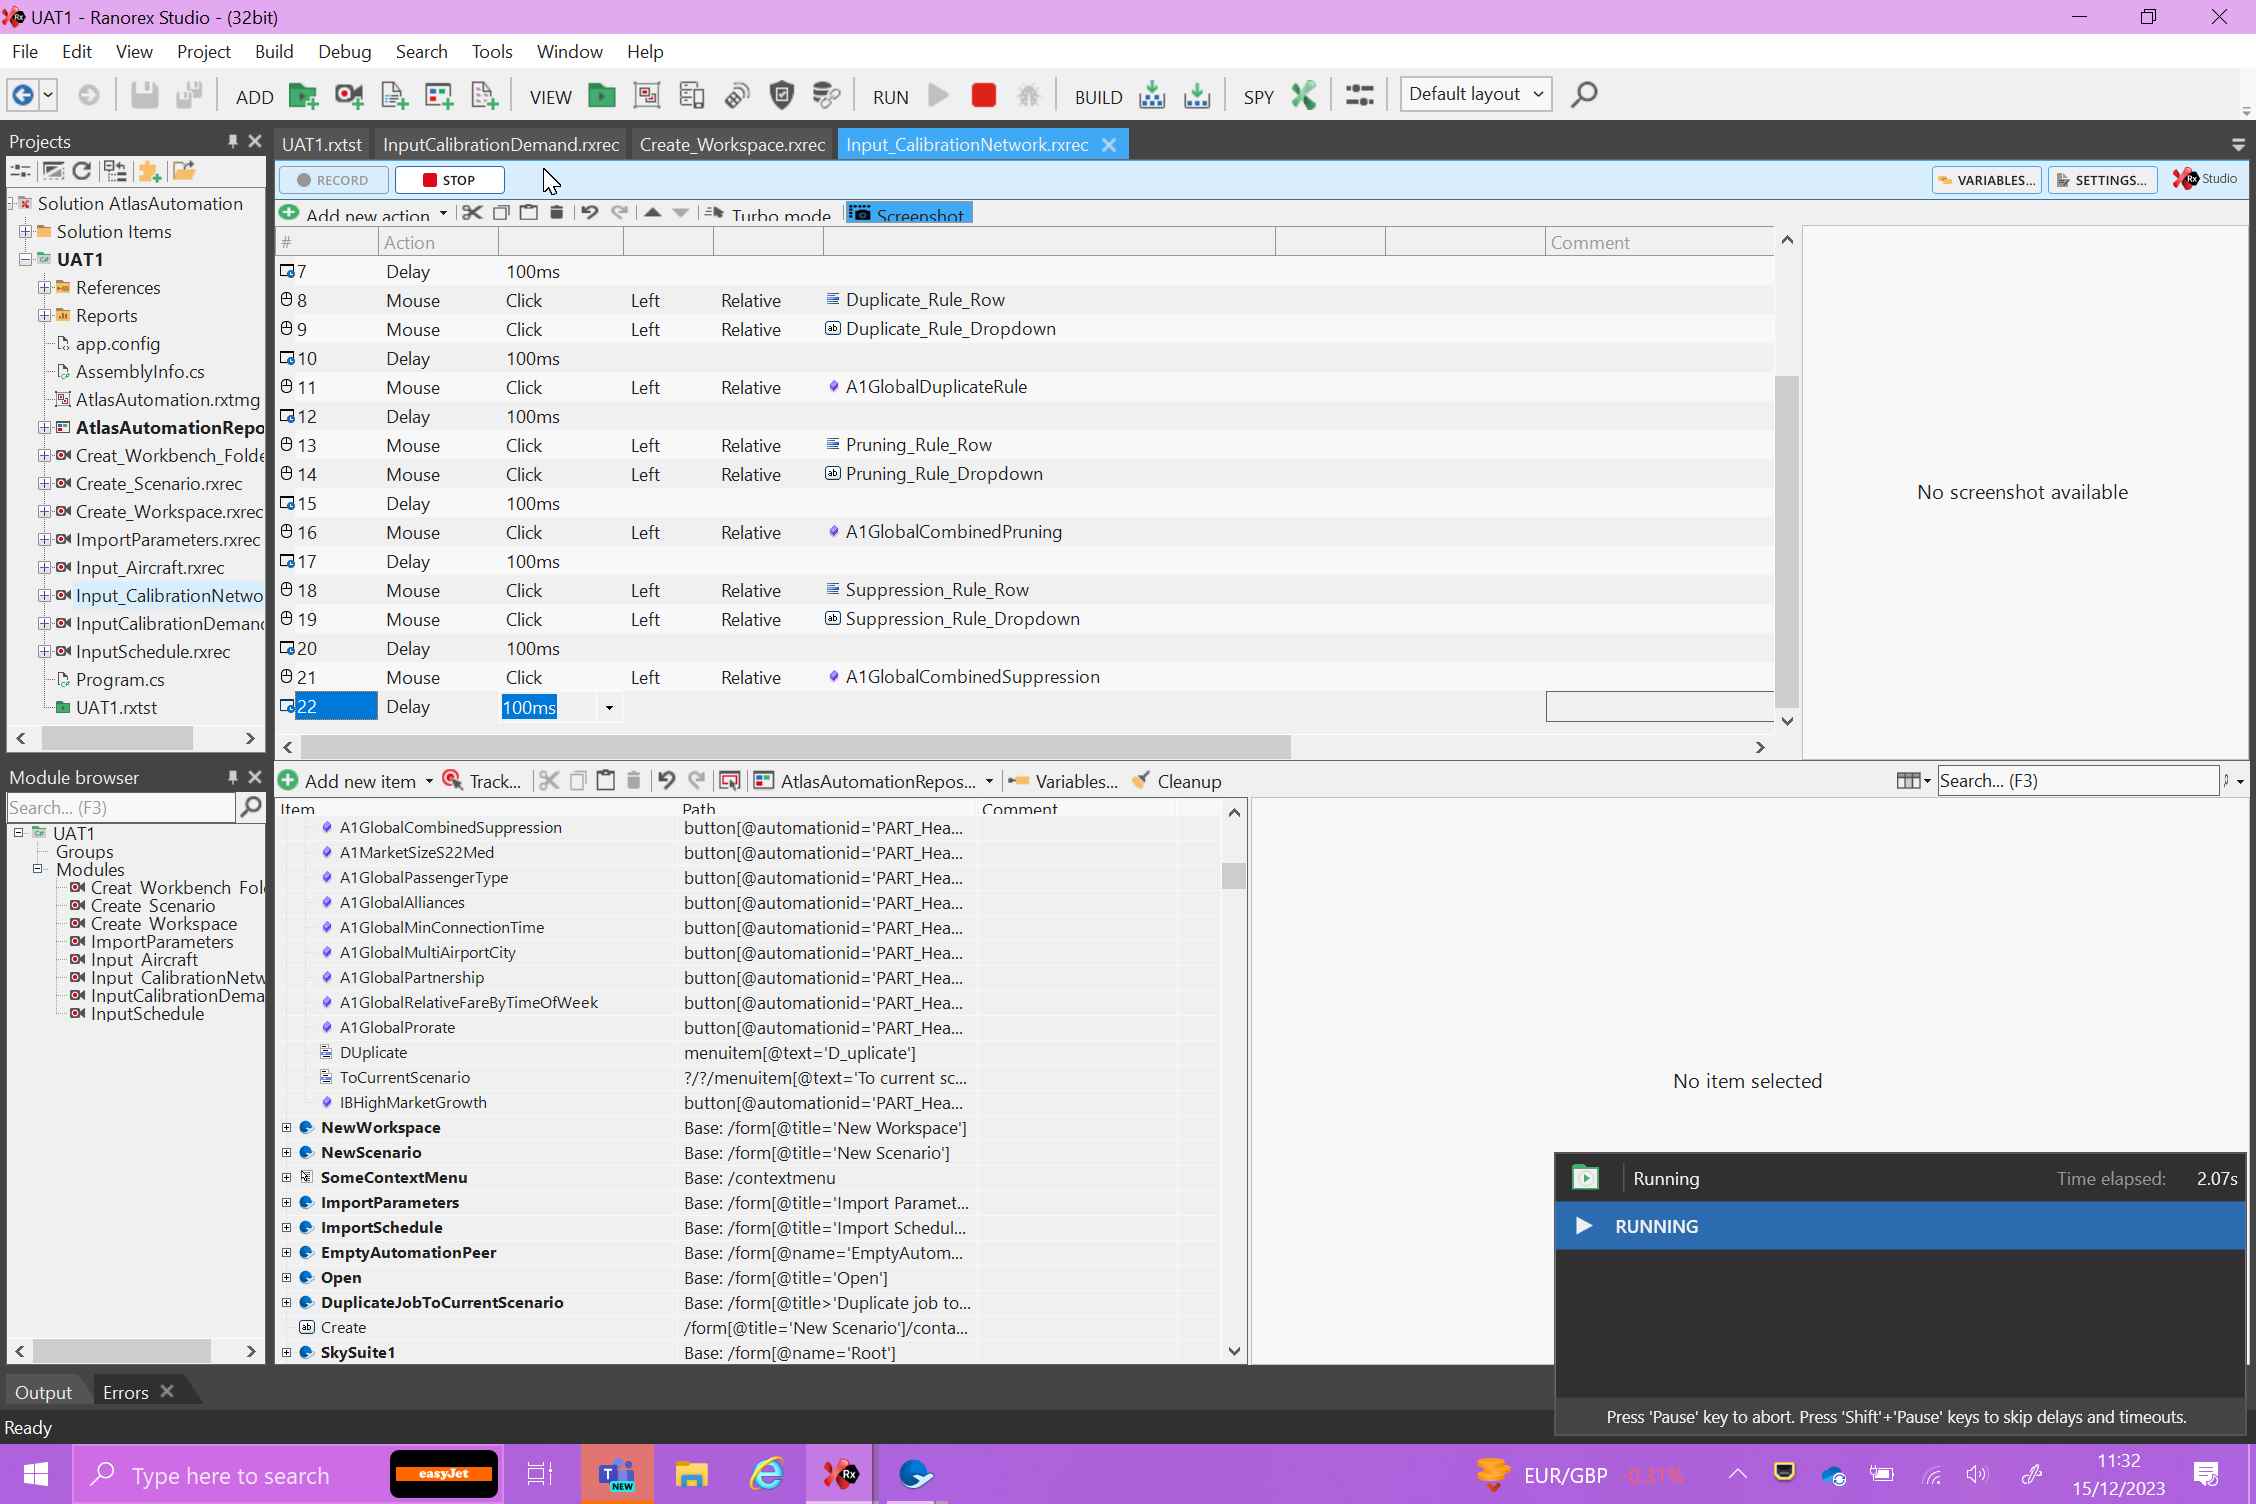 UAT1 - Ranorex Studio - (32bit)
File Edit View Project Build Debug Search Tools Window Help
ADD VIEW RUN BUILD SPY Default layout
Projects
UAT1.rxtst InputCalibrationDemand.rxrec Create_Workspace.rxrec Input_CalibrationNetwork.rxrec
RECORD STOP VARIABLES... SETTINGS... Studio
Add new action Turbo mode Screenshot
Solution AtlasAutomation
Solution Items
UAT1
References
Reports
app.config
AssemblyInfo.cs
AtlasAutomation.rxtmg
AtlasAutomationRepo
Creat_Workbench_Folde
Create_Scenario.rxrec
Create_Workspace.rxrec
ImportParameters.rxrec
Input_Aircraft.rxrec
Input_CalibrationNetwo
InputCalibrationDemand
InputSchedule.rxrec
Program.cs
UAT1.rxtst
# Action Comment
7 Delay 100ms
8 Mouse Click Left Relative Duplicate_Rule_Row
9 Mouse Click Left Relative Duplicate_Rule_Dropdown
10 Delay 100ms
11 Mouse Click Left Relative A1GlobalDuplicateRule
12 Delay 100ms
13 Mouse Click Left Relative Pruning_Rule_Row
14 Mouse Click Left Relative Pruning_Rule_Dropdown
15 Delay 100ms
16 Mouse Click Left Relative A1GlobalCombinedPruning
17 Delay 100ms
18 Mouse Click Left Relative Suppression_Rule_Row
19 Mouse Click Left Relative Suppression_Rule_Dropdown
20 Delay 100ms
21 Mouse Click Left Relative A1GlobalCombinedSuppression
22 Delay 100ms
No screenshot available
Module browser
Search... (F3)
UAT1
Groups
Modules
Creat Workbench Fol
Create Scenario
Create Workspace
ImportParameters
Input Aircraft
Input CalibrationNetw
InputCalibrationDema
InputSchedule
Add new item Track... AtlasAutomationRepos... Variables... Cleanup Search... (F3)
Item Path Comment
A1GlobalCombinedSuppression button[@automationid='PART_Hea...
A1MarketSizeS22Med button[@automationid='PART_Hea...
A1GlobalPassengerType button[@automationid='PART_Hea...
A1GlobalAlliances button[@automationid='PART_Hea...
A1GlobalMinConnectionTime button[@automationid='PART_Hea...
A1GlobalMultiAirportCity button[@automationid='PART_Hea...
A1GlobalPartnership button[@automationid='PART_Hea...
A1GlobalRelativeFareByTimeOfWeek button[@automationid='PART_Hea...
A1GlobalProrate button[@automationid='PART_Hea...
DUplicate menuitem[@text='D_uplicate']
ToCurrentScenario ?/?/menuitem[@text='To current sc...
IBHighMarketGrowth button[@automationid='PART_Hea...
NewWorkspace Base: /form[@title='New Workspace']
NewScenario Base: /form[@title='New Scenario']
SomeContextMenu Base: /contextmenu
ImportParameters Base: /form[@title='Import Paramet...
ImportSchedule Base: /form[@title='Import Schedul...
EmptyAutomationPeer Base: /form[@name='EmptyAutom...
Open Base: /form[@title='Open']
DuplicateJobToCurrentScenario Base: /form[@title>'Duplicate job to...
Create /form[@title='New Scenario']/conta...
SkySuite1 Base: /form[@name='Root']
No item selected
Running Time elapsed: 2.07s
RUNNING
Press 'Pause' key to abort. Press 'Shift'+'Pause' keys to skip delays and timeouts.
Output Errors
Ready
Type here to search easyJet NEW EUR/GBP -0.31% 11:32
15/12/2023